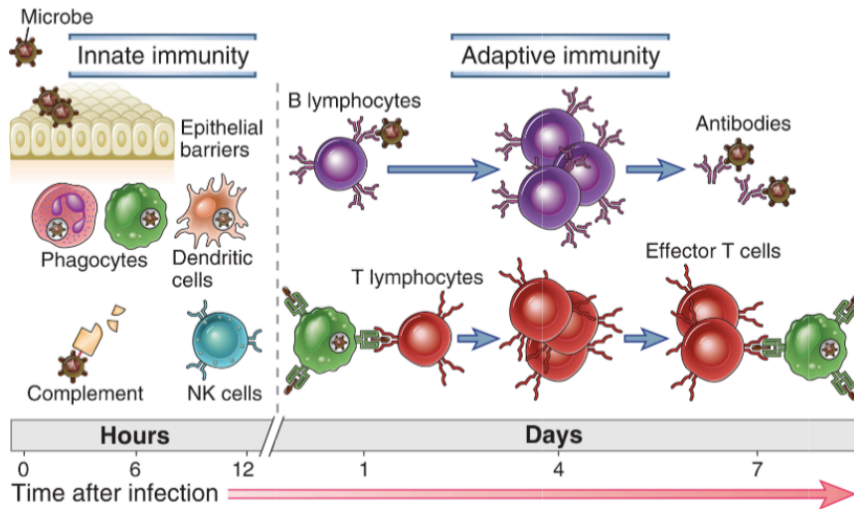 Microbe
Innate immunity
Adaptive immunity
Epithelial
barriers
B lymphocytes
Antibodies
Phagocytes
Dendritic
cells
T lymphocytes
Effector T cells
Complement
NK cells
Hours
Days
0
6
12
1
4
7
Time after infection